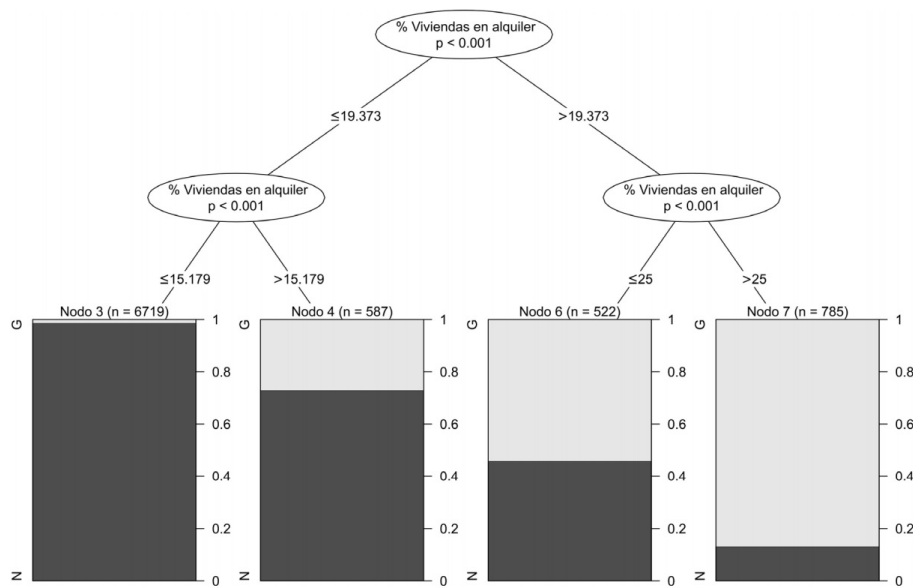 % Viviendas en alquiler
p < 0.001
≤19.373
>19.373
% Viviendas en alquiler
p < 0.001
% Viviendas en alquiler
p < 0.001
≤15.179
>15.179
≤25
>25
Nodo 3 (n = 6719)
G
N
1
0.8
0.6
0.4
0.2
0
Nodo 4 (n = 587)
1
0.8
0.6
0.4
0.2
0
Nodo 6 (n = 522)
G
N
1
0.8
0.6
0.4
0.2
0
Nodo 7 (n = 785)
G
N
1
0.8
0.6
0.4
0.2
0